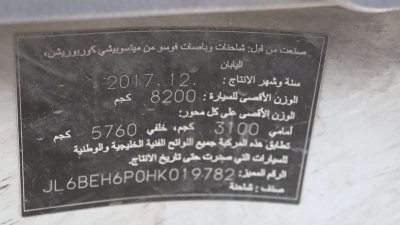 صنعت من قبل: شاحنات وباصات فوسو من ميتسوبيشي كوربوريشن،
اليابان
سنة وشهر الانتاج : .12 .2017
الوزن الأقصى للسيارة : 8200 كجم
الوزن الأقصى على كل محور:
أمامي 3100 كجم، خلفي 5760 كجم
تطابق هذه المركبة جميع اللوائح الفنية الخليجية والوطنية
للسيارات التي صدرت حتى تاريخ الانتاج.
الرقم المميز: JL6BEH6P0HK019782
صنف : شاحنة